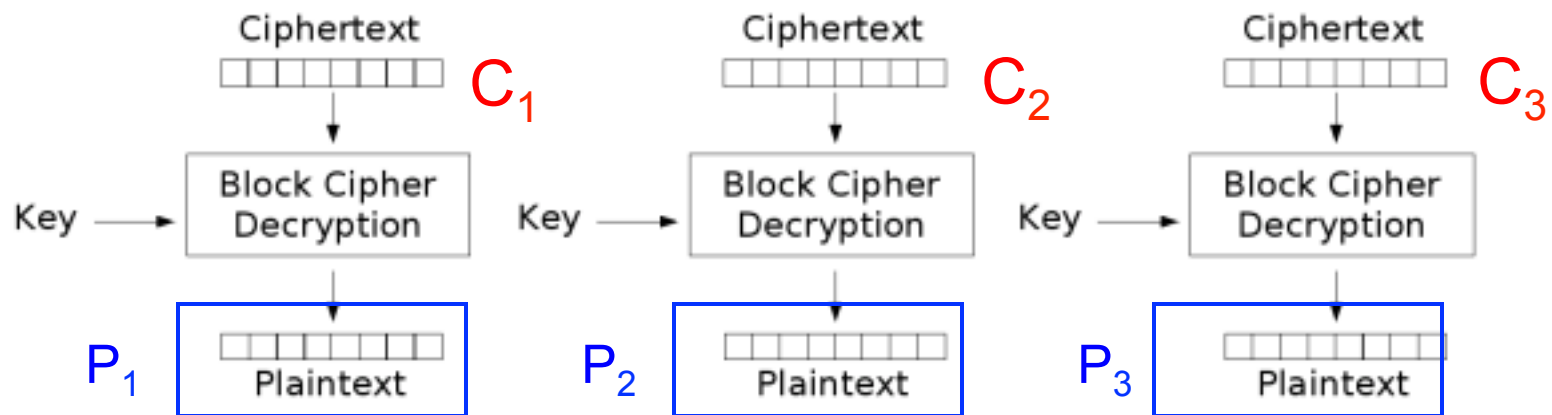 Ciphertext Ciphertext Ciphertext
C1 C2 C3
Block Cipher Block Cipher Block Cipher
Key Decryption Key Decryption Key Decryption
P1 P2 P3
Plaintext Plaintext Plaintext